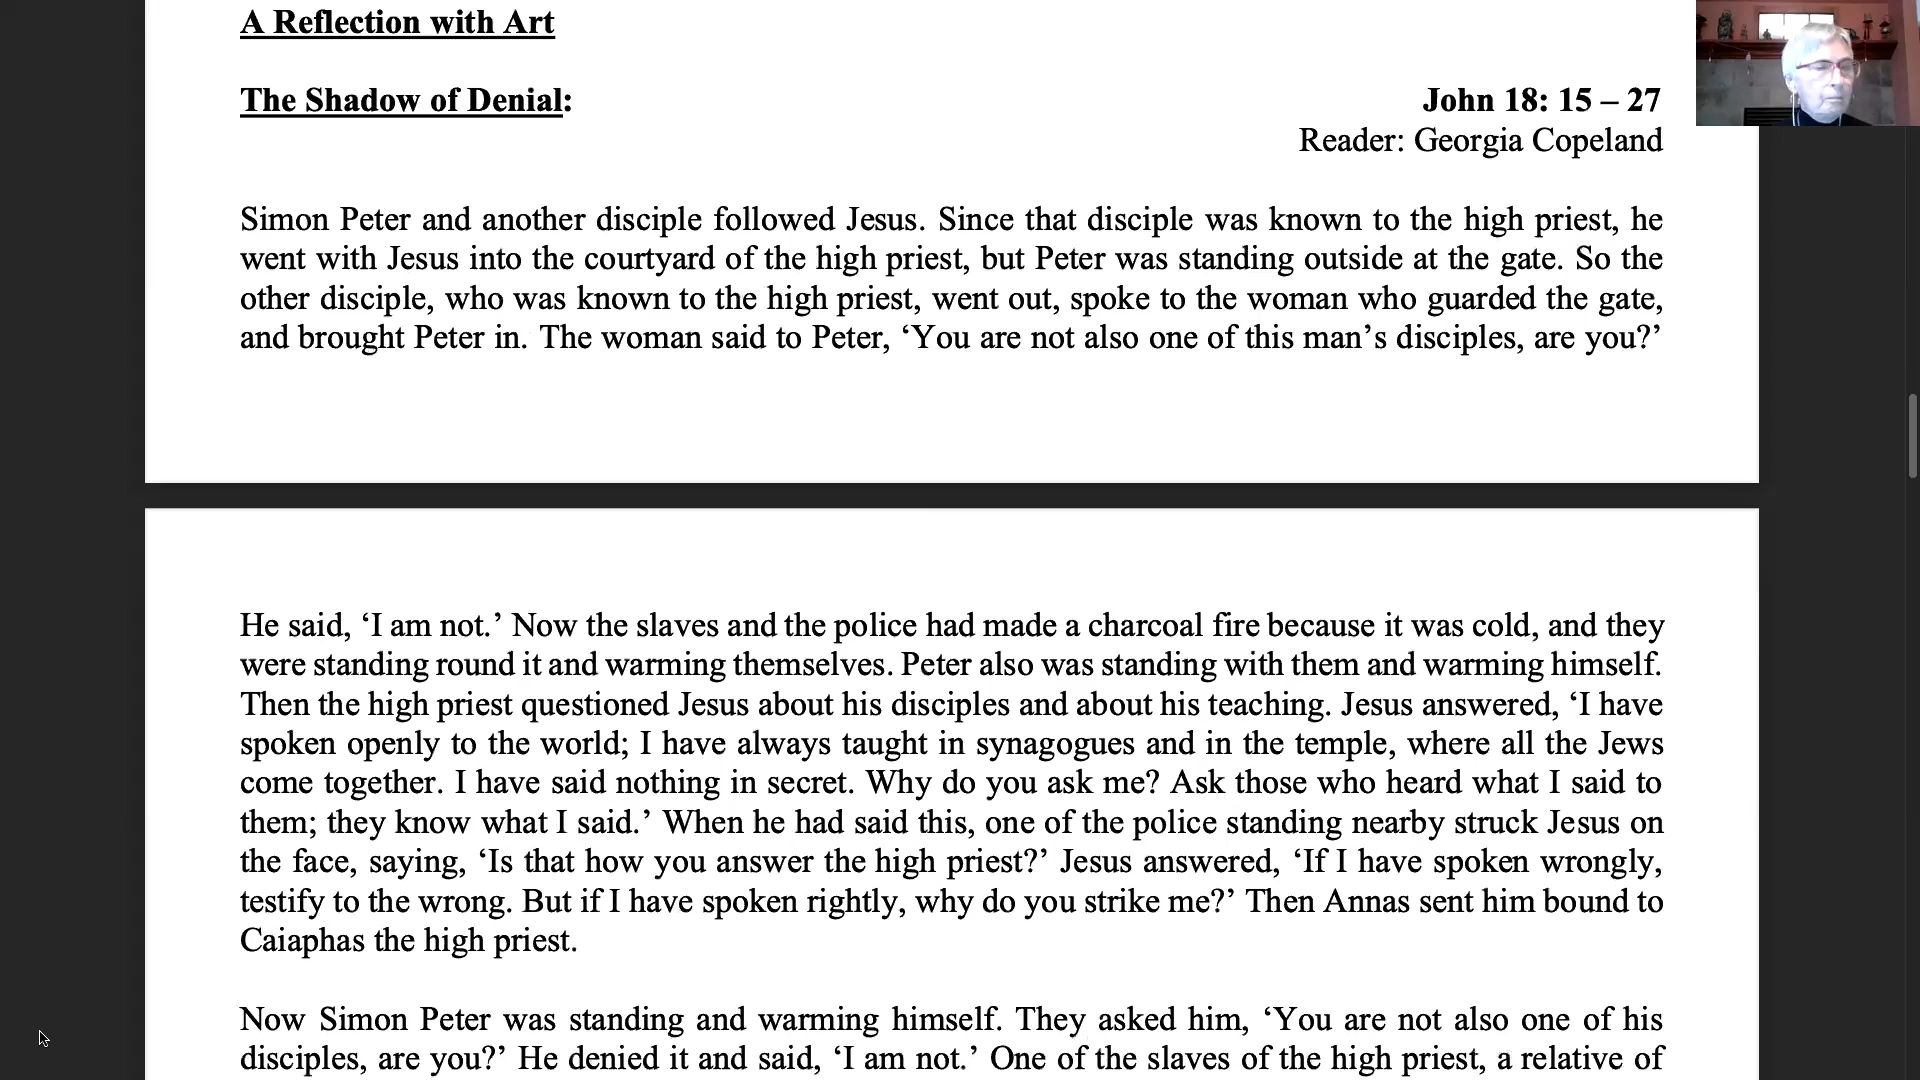 A Reflection with Art
The Shadow of Denial: John 18: 15 – 27
Reader: Georgia Copeland
Simon Peter and another disciple followed Jesus. Since that disciple was known to the high priest, he
went with Jesus into the courtyard of the high priest, but Peter was standing outside at the gate. So the
other disciple, who was known to the high priest, went out, spoke to the woman who guarded the gate,
and brought Peter in. The woman said to Peter, ‘You are not also one of this man’s disciples, are you?’
He said, ‘I am not.’ Now the slaves and the police had made a charcoal fire because it was cold, and they
were standing round it and warming themselves. Peter also was standing with them and warming himself.
Then the high priest questioned Jesus about his disciples and about his teaching. Jesus answered, ‘I have
spoken openly to the world; I have always taught in synagogues and in the temple, where all the Jews
come together. I have said nothing in secret. Why do you ask me? Ask those who heard what I said to
them; they know what I said.’ When he had said this, one of the police standing nearby struck Jesus on
the face, saying, ‘Is that how you answer the high priest?’ Jesus answered, ‘If I have spoken wrongly,
testify to the wrong. But if I have spoken rightly, why do you strike me?’ Then Annas sent him bound to
Caiaphas the high priest.
Now Simon Peter was standing and warming himself. They asked him, ‘You are not also one of his
disciples, are you?’ He denied it and said, ‘I am not.’ One of the slaves of the high priest, a relative of